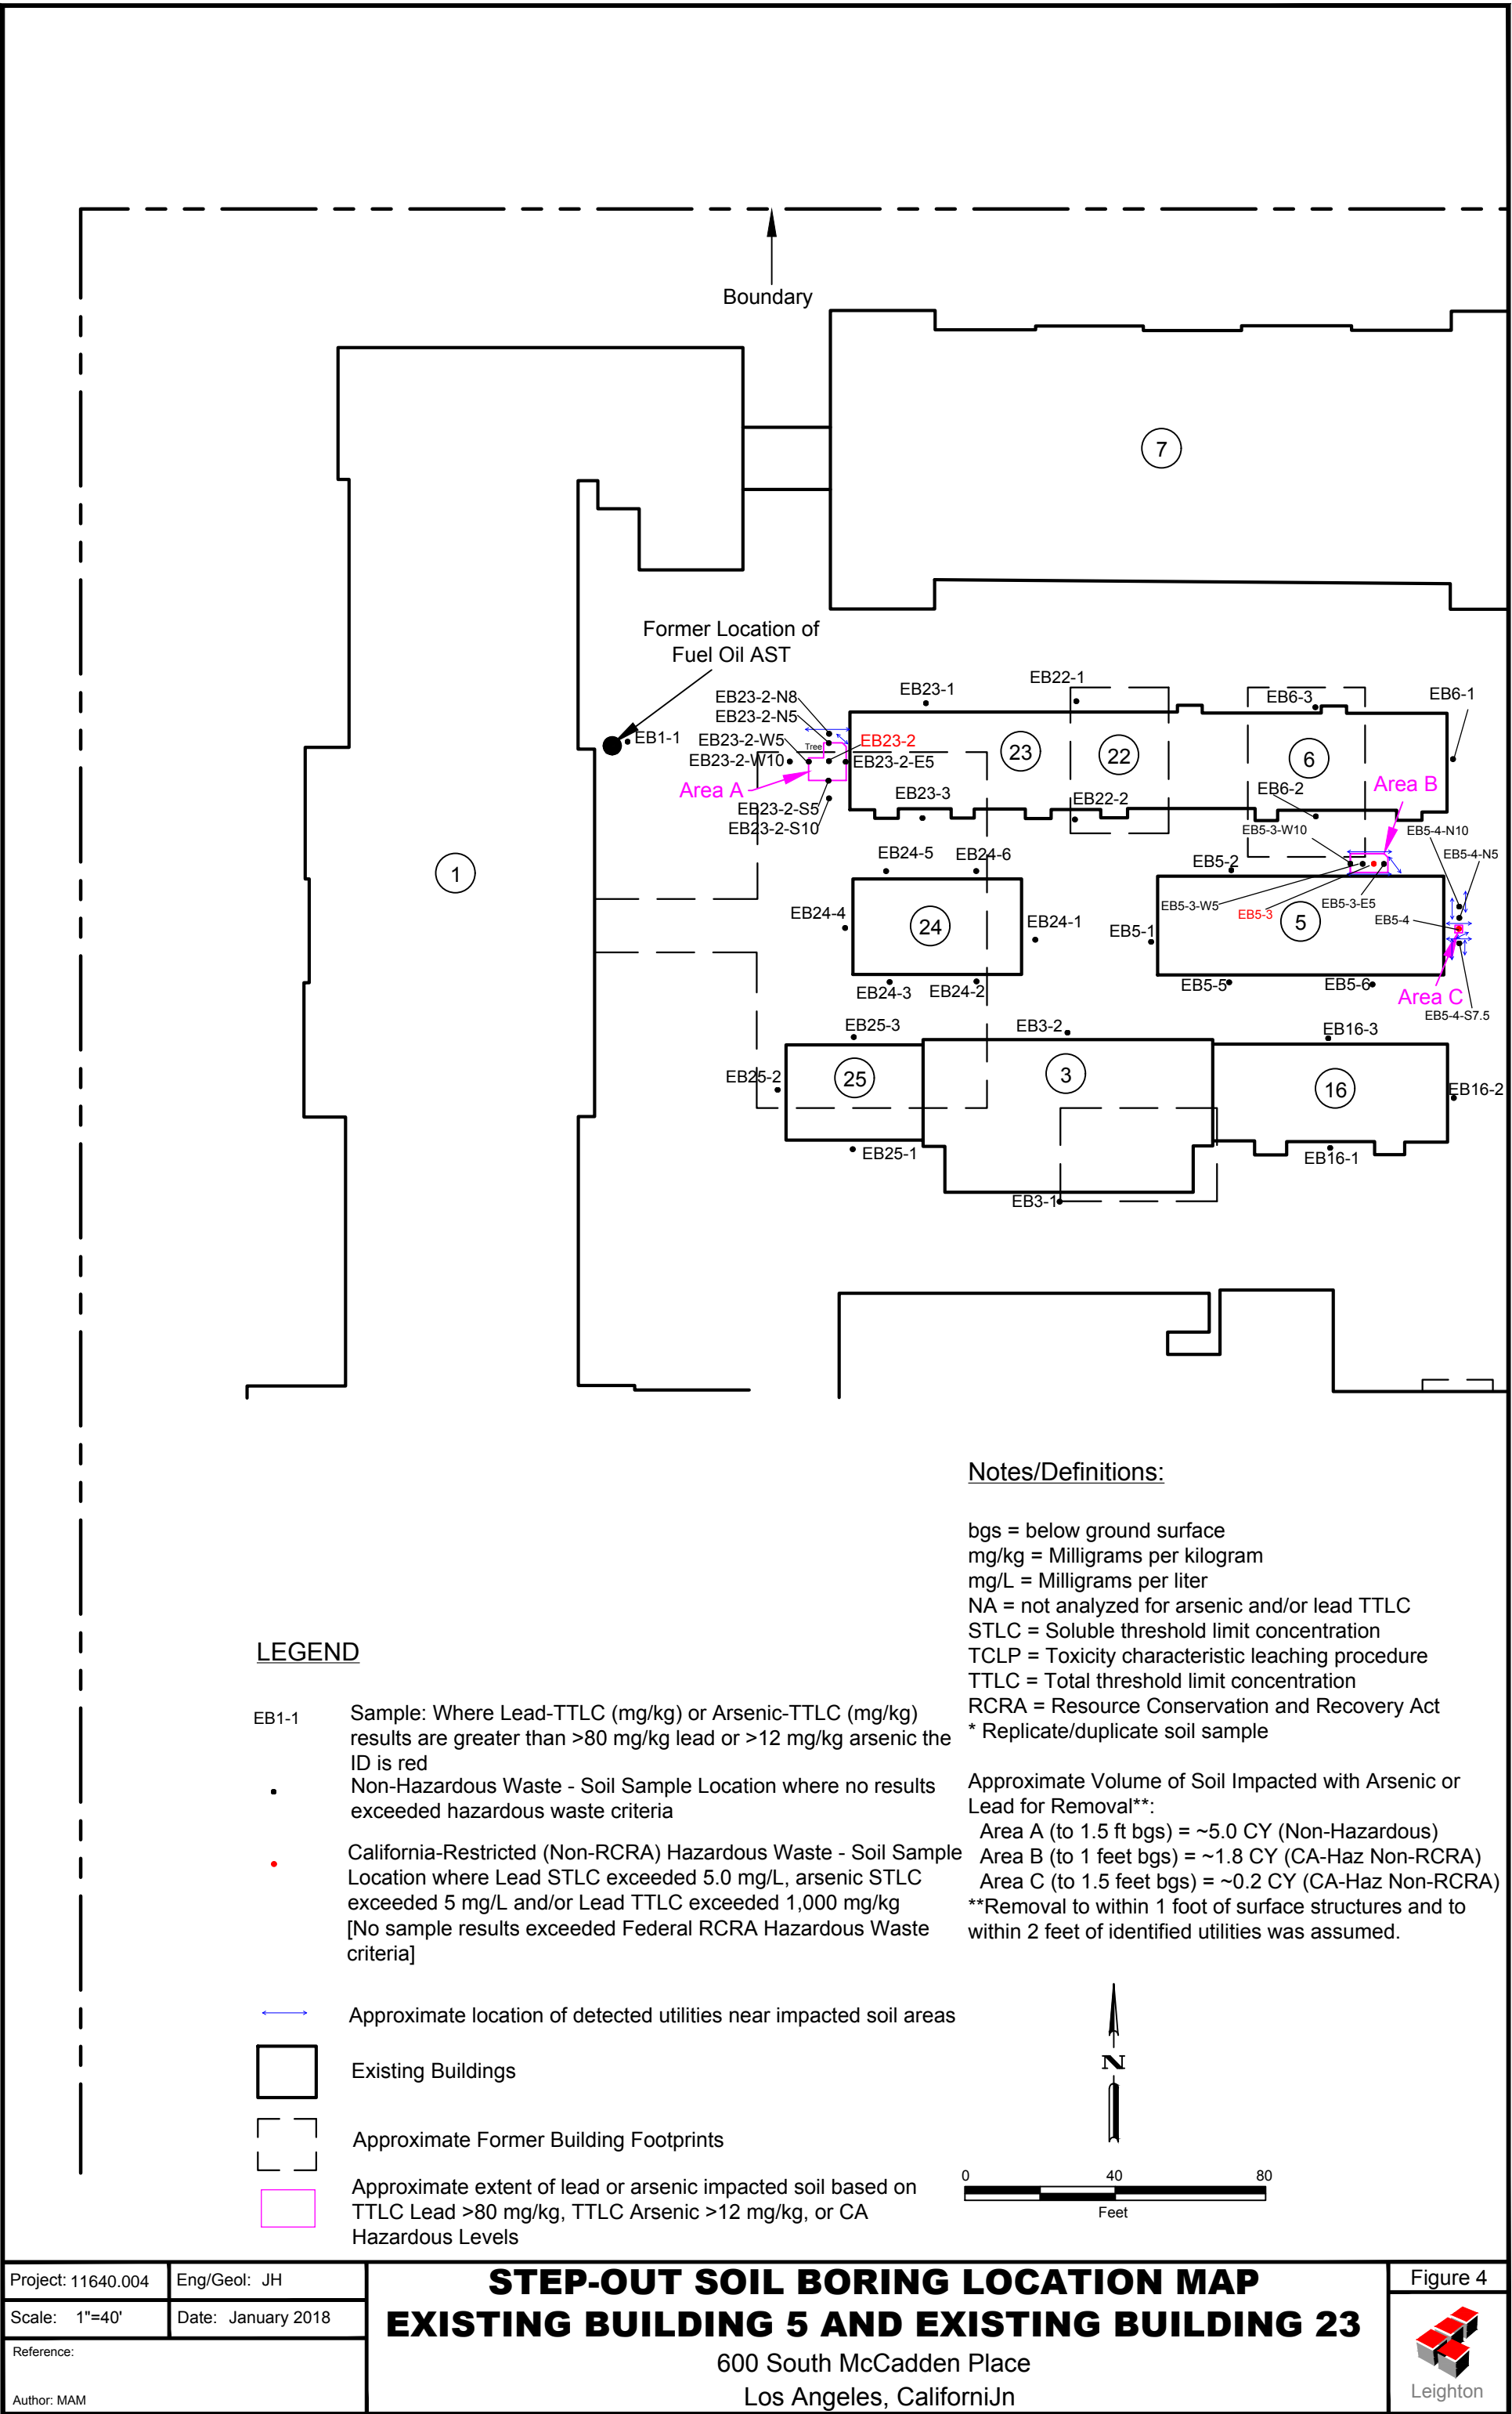 Boundary
7
Former Location of
Fuel Oil AST
EB1-1
EB23-2-N8
EB23-2-N5
EB23-2-W5
EB23-2-W10
Tree
EB23-2
EB23-2-E5
Area A
EB23-2-S5
EB23-2-S10
EB23-1
EB22-1
EB6-3
EB6-1
23
22
6
EB23-3
EB22-2
EB6-2
Area B
EB5-3-W10
EB5-4-N10
EB5-4-N5
EB24-5
EB24-6
EB5-2
1
EB5-3-W5
EB5-3
EB5-3-E5
EB5-4
EB24-4
24
EB24-1
EB5-1
5
EB24-3
EB24-2
EB5-5
EB5-6
Area C
EB5-4-S7.5
EB25-3
EB3-2
EB16-3
EB25-2
25
3
16
EB16-2
EB25-1
EB16-1
EB3-1
Notes/Definitions:
bgs = below ground surface
mg/kg = Milligrams per kilogram
mg/L = Milligrams per liter
NA = not analyzed for arsenic and/or lead TTLC
STLC = Soluble threshold limit concentration
TCLP = Toxicity characteristic leaching procedure
TTLC = Total threshold limit concentration
RCRA = Resource Conservation and Recovery Act
* Replicate/duplicate soil sample
Approximate Volume of Soil Impacted with Arsenic or
Lead for Removal**:
Area A (to 1.5 ft bgs) = ~5.0 CY (Non-Hazardous)
Area B (to 1 feet bgs) = ~1.8 CY (CA-Haz Non-RCRA)
Area C (to 1.5 feet bgs) = ~0.2 CY (CA-Haz Non-RCRA)
**Removal to within 1 foot of surface structures and to
within 2 feet of identified utilities was assumed.
LEGEND
EB1-1
Sample: Where Lead-TTLC (mg/kg) or Arsenic-TTLC (mg/kg)
results are greater than >80 mg/kg lead or >12 mg/kg arsenic the
ID is red
Non-Hazardous Waste - Soil Sample Location where no results
exceeded hazardous waste criteria
California-Restricted (Non-RCRA) Hazardous Waste - Soil Sample
Location where Lead STLC exceeded 5.0 mg/L, arsenic STLC
exceeded 5 mg/L and/or Lead TTLC exceeded 1,000 mg/kg
[No sample results exceeded Federal RCRA Hazardous Waste
criteria]
Approximate location of detected utilities near impacted soil areas
Existing Buildings
Approximate Former Building Footprints
Approximate extent of lead or arsenic impacted soil based on
TTLC Lead >80 mg/kg, TTLC Arsenic >12 mg/kg, or CA
Hazardous Levels
N
0 40 80
Feet
Project: 11640.004
Eng/Geol: JH
Scale: 1"=40'
Date: January 2018
Reference:
Author: MAM
STEP-OUT SOIL BORING LOCATION MAP
EXISTING BUILDING 5 AND EXISTING BUILDING 23
600 South McCadden Place
Los Angeles, CaliforniJn
Figure 4
Leighton